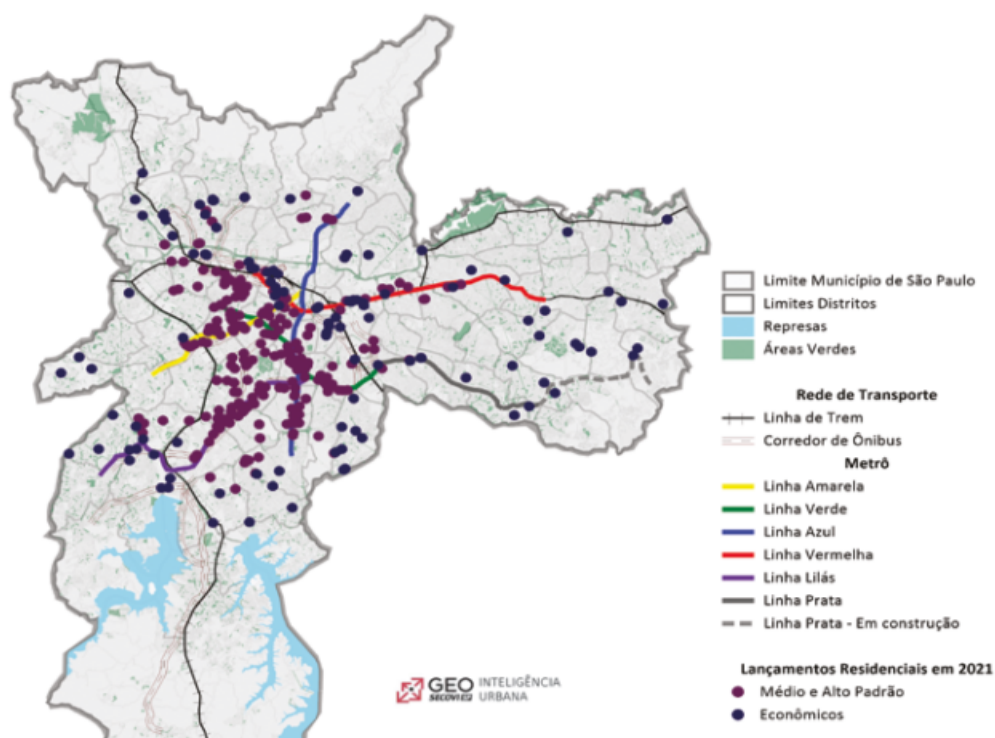 Limite Município de São Paulo
Limites Distritos
Represas
Áreas Verdes
Rede de Transporte
Linha de Trem
Corredor de Ônibus
Metrô
Linha Amarela
Linha Verde
Linha Azul
Linha Vermelha
Linha Lilás
Linha Prata
Linha Prata - Em construção
Lançamentos Residenciais em 2021
Médio e Alto Padrão
Econômicos
GEO INTELIGÊNCIA
SECOVI SP URBANA